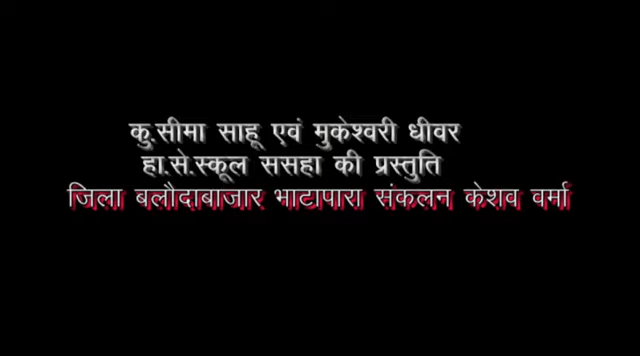 कु.सीमा साहू एवं मुकेश्वरी धीवर
हा.से.स्कूल ससहा की प्रस्तुति
जिला बलौदाबाजार भाटापारा संकलन केशव वर्मा